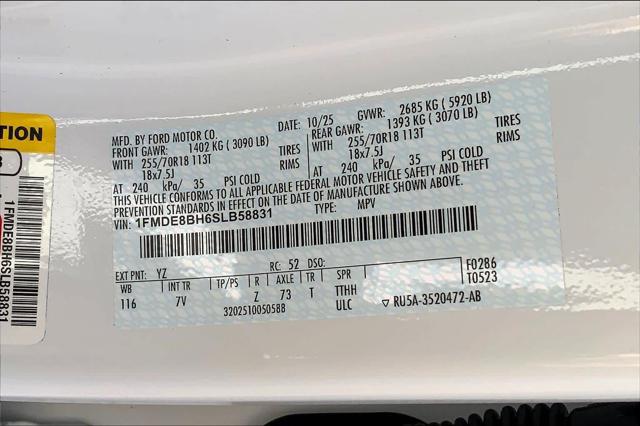 TION
1FMDE8BH6SLB58831
MFD. BY FORD MOTOR CO.
DATE: 10/25 GVWR: 2685 KG ( 5920 LB)
FRONT GAWR: 1402 KG ( 3090 LB)
REAR GAWR: 1393 KG ( 3070 LB)
WITH 255/70R18 113T TIRES
WITH 255/70R18 113T TIRES
18x7.5J RIMS
18x7.5J RIMS
AT 240 kPa/ 35 PSI COLD
AT 240 kPa/ 35 PSI COLD
THIS VEHICLE CONFORMS TO ALL APPLICABLE FEDERAL MOTOR VEHICLE SAFETY AND THEFT
PREVENTION STANDARDS IN EFFECT ON THE DATE OF MANUFACTURE SHOWN ABOVE.
VIN: 1FMDE8BH6SLB58831 TYPE: MPV
EXT PNT: YZ RC: 52 DSO: F0286
WB INT TR TP/PS R AXLE TR SPR T0523
116 7V Z 73 T TTHH
320251005058B ULC ▽ RU5A-3520472-AB